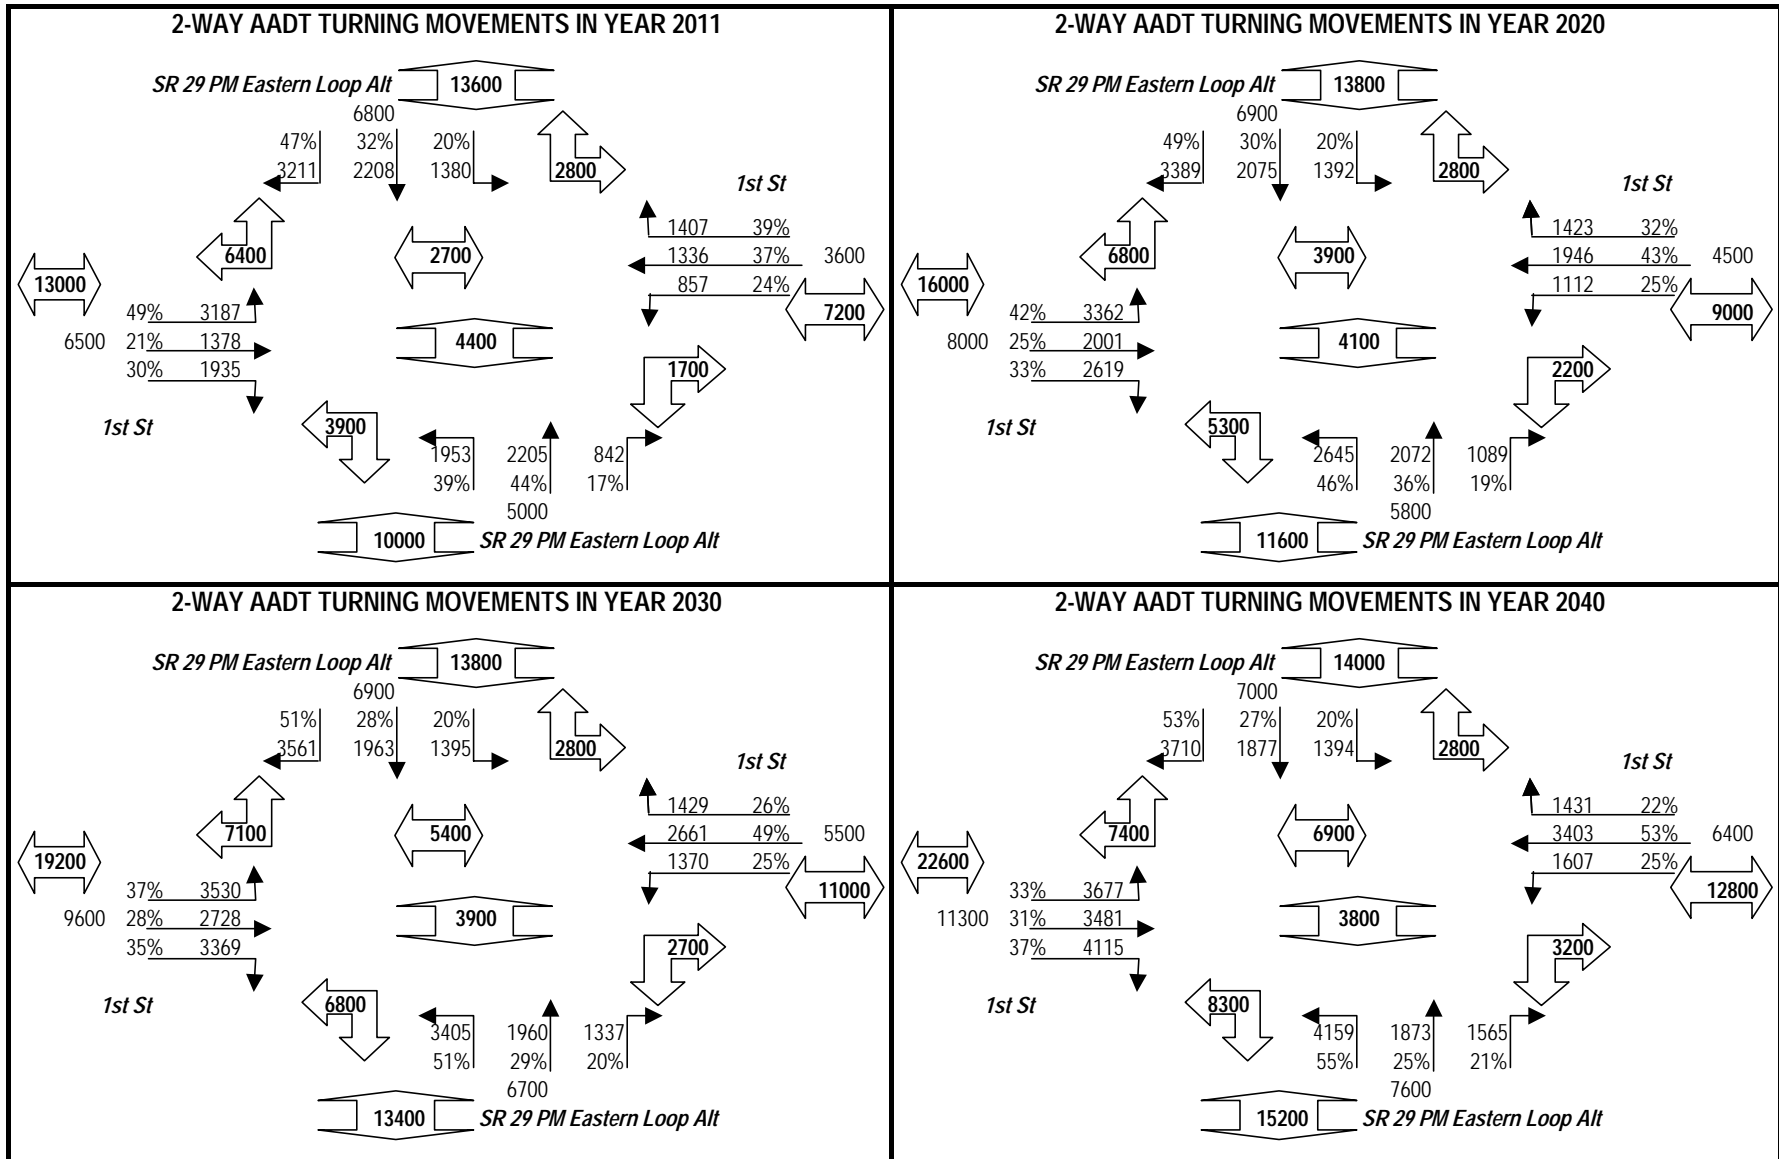 2-WAY AADT TURNING MOVEMENTS IN YEAR 2011
SR 29 PM Eastern Loop Alt 13600
6800
47% 32% 20%
3211 2208 1380 2800
1st St
1407 39%
6400 2700 1336 37% 3600
13000 857 24%
7200
49% 3187
6500 21% 1378 4400
30% 1935 1700
1st St 3900
1953 2205 842
39% 44% 17%
5000
10000 SR 29 PM Eastern Loop Alt
2-WAY AADT TURNING MOVEMENTS IN YEAR 2020
SR 29 PM Eastern Loop Alt 13800
6900
49% 30% 20%
3389 2075 1392 2800
1st St
1423 32%
6800 3900 1946 43% 4500
16000 1112 25%
9000
42% 3362
8000 25% 2001 4100
33% 2619 2200
1st St 5300
2645 2072 1089
46% 36% 19%
5800
11600 SR 29 PM Eastern Loop Alt
2-WAY AADT TURNING MOVEMENTS IN YEAR 2030
SR 29 PM Eastern Loop Alt 13800
6900
51% 28% 20%
3561 1963 1395 2800
1st St
1429 26%
7100 5400 2661 49% 5500
19200 1370 25%
11000
37% 3530
9600 28% 2728 3900
35% 3369 2700
1st St 6800
3405 1960 1337
51% 29% 20%
6700
13400 SR 29 PM Eastern Loop Alt
2-WAY AADT TURNING MOVEMENTS IN YEAR 2040
SR 29 PM Eastern Loop Alt 14000
7000
53% 27% 20%
3710 1877 1394 2800
1st St
1431 22%
7400 6900 3403 53% 6400
22600 1607 25%
12800
33% 3677
11300 31% 3481 3800
37% 4115 3200
1st St 8300
4159 1873 1565
55% 25% 21%
7600
15200 SR 29 PM Eastern Loop Alt